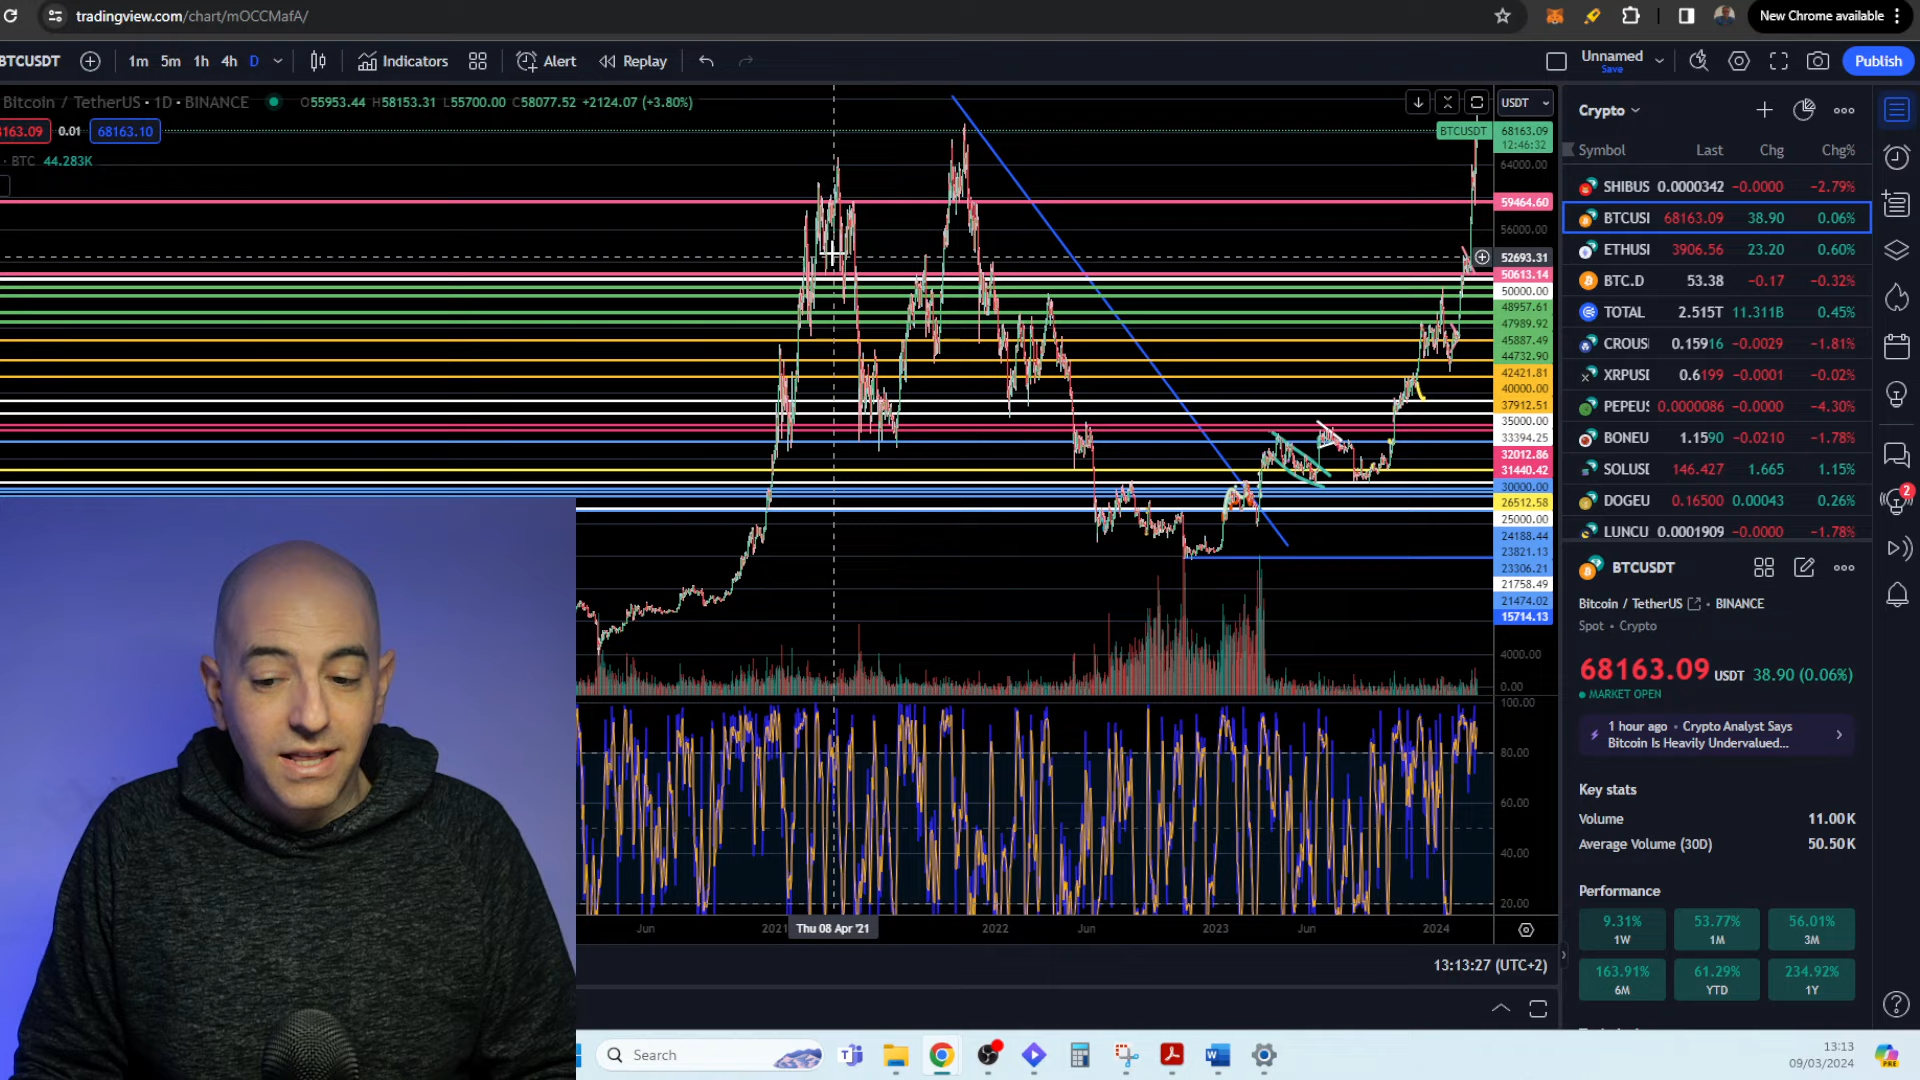 tradingview.com/chart/mOCCMafA/
New Chrome available
BTCUSDT
1m 5m 1h 4h D
Indicators
Alert
Replay
Unnamed
Save
Publish
Bitcoin / TetherUS · 1D · BINANCE
O55953.44 H58153.31 L55700.00 C58077.52 +2124.07 (+3.80%)
USDT
163.09 0.01 68163.10
· BTC 44.283K
BTCUSDT
68163.09
12:46:32
64000.00
59464.60
56000.00
52693.31
50613.14
50000.00
48957.61
47989.92
45887.49
44732.90
42421.81
40000.00
37912.51
35000.00
33394.25
32012.86
31440.42
30000.00
26512.58
25000.00
24188.44
23821.13
23306.21
21758.49
21474.02
15714.13
4000.00
0.00
100.00
80.00
60.00
40.00
20.00
Jun 2021 Thu 08 Apr '21 2022 Jun 2023 Jun 2024
13:13:27 (UTC+2)
Crypto
Symbol Last Chg Chg%
SHIBUS 0.0000342 −0.0000 −2.79%
BTCUSI 68163.09 38.90 0.06%
ETHUSI 3906.56 23.20 0.60%
BTC.D 53.38 −0.17 −0.32%
TOTAL 2.515T 11.311B 0.45%
CROUSI 0.15916 −0.0029 −1.81%
XRPUSI 0.6199 −0.0001 −0.02%
PEPEUS 0.0000086 −0.0000 −4.30%
BONEU 1.1590 −0.0210 −1.78%
SOLUSI 146.427 1.665 1.15%
DOGEU 0.16500 0.00043 0.26%
LUNCU 0.0001909 −0.0000 −1.78%
2
BTCUSDT
Bitcoin / TetherUS · BINANCE
Spot · Crypto
68163.09 USDT 38.90 (0.06%)
MARKET OPEN
1 hour ago · Crypto Analyst Says
Bitcoin Is Heavily Undervalued...
Key stats
Volume 11.00K
Average Volume (30D) 50.50K
Performance
9.31% 53.77% 56.01%
1W 1M 3M
163.91% 61.29% 234.92%
6M YTD 1Y
Search
13:13
09/03/2024
PRE